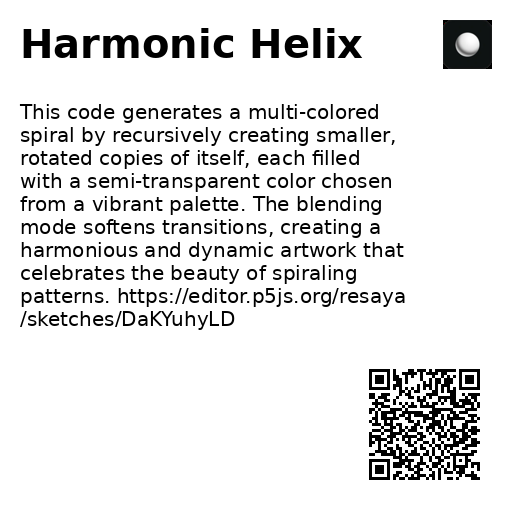 Harmonic Helix
This code generates a multi-colored
spiral by recursively creating smaller,
rotated copies of itself, each filled
with a semi-transparent color chosen
from a vibrant palette. The blending
mode softens transitions, creating a
harmonious and dynamic artwork that
celebrates the beauty of spiraling
patterns. https://editor.p5js.org/resaya
/sketches/DaKYuhyLD